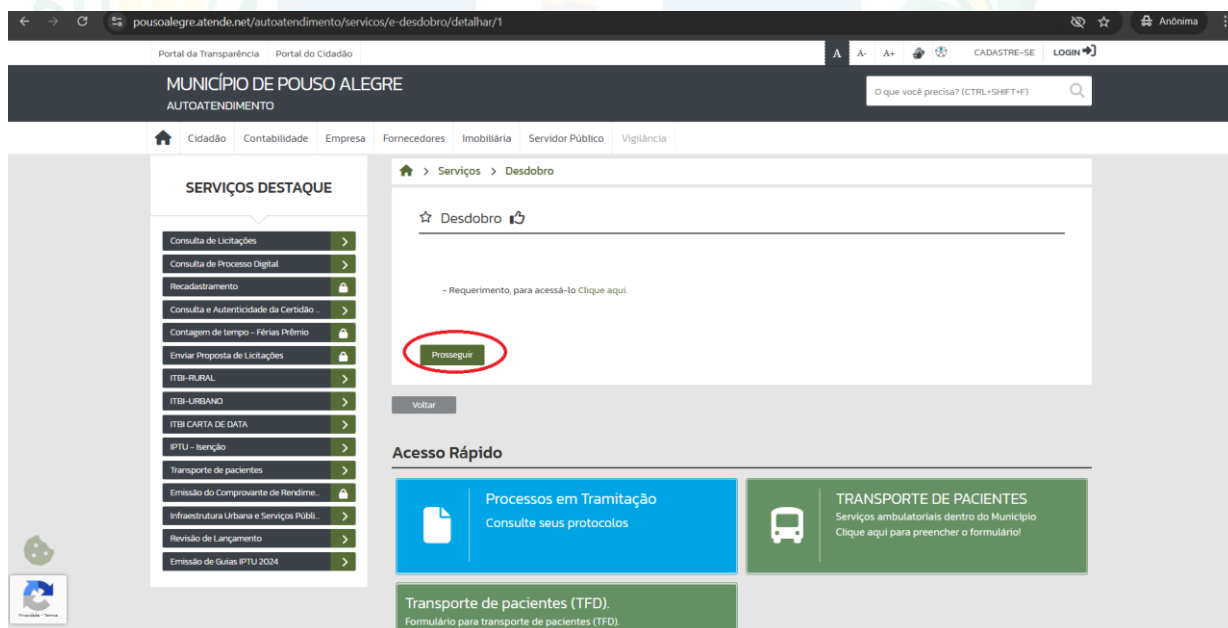 pousoalegre.atende.net/autoatendimento/servicos/e-desdobro/detalhar/1
Anônima
Portal da Transparência Portal do Cidadão
A A- A+ CADASTRE-SE LOGIN
MUNICÍPIO DE POUSO ALEGRE
AUTOATENDIMENTO
O que você precisa? (CTRL+SHIFT+F)
Cidadão Contabilidade Empresa Fornecedores Imobiliária Servidor Público Vigilância
SERVIÇOS DESTAQUE
Consulta de Licitações
Consulta de Processo Digital
Recadastramento
Consulta e Autenticidade da Certidão ...
Contagem de tempo - Férias Prêmio
Enviar Proposta de Licitações
ITBI-RURAL
ITBI-URBANO
ITBI CARTA DE DATA
IPTU - Isenção
Transporte de pacientes
Emissão do Comprovante de Rendime..
Infraestrutura Urbana e Serviços Públi..
Revisão de Lançamento
Emissão de Guias IPTU 2024
> Serviços > Desdobro
Desdobro
- Requerimento, para acessá-lo Clique aqui.
Prosseguir
Voltar
Acesso Rápido
Processos em Tramitação
Consulte seus protocolos
TRANSPORTE DE PACIENTES
Serviços ambulatoriais dentro do Município
Clique aqui para preencher o formulário!
Transporte de pacientes (TFD).
Formulário para transporte de pacientes (TFD).
Privacidade - Termos